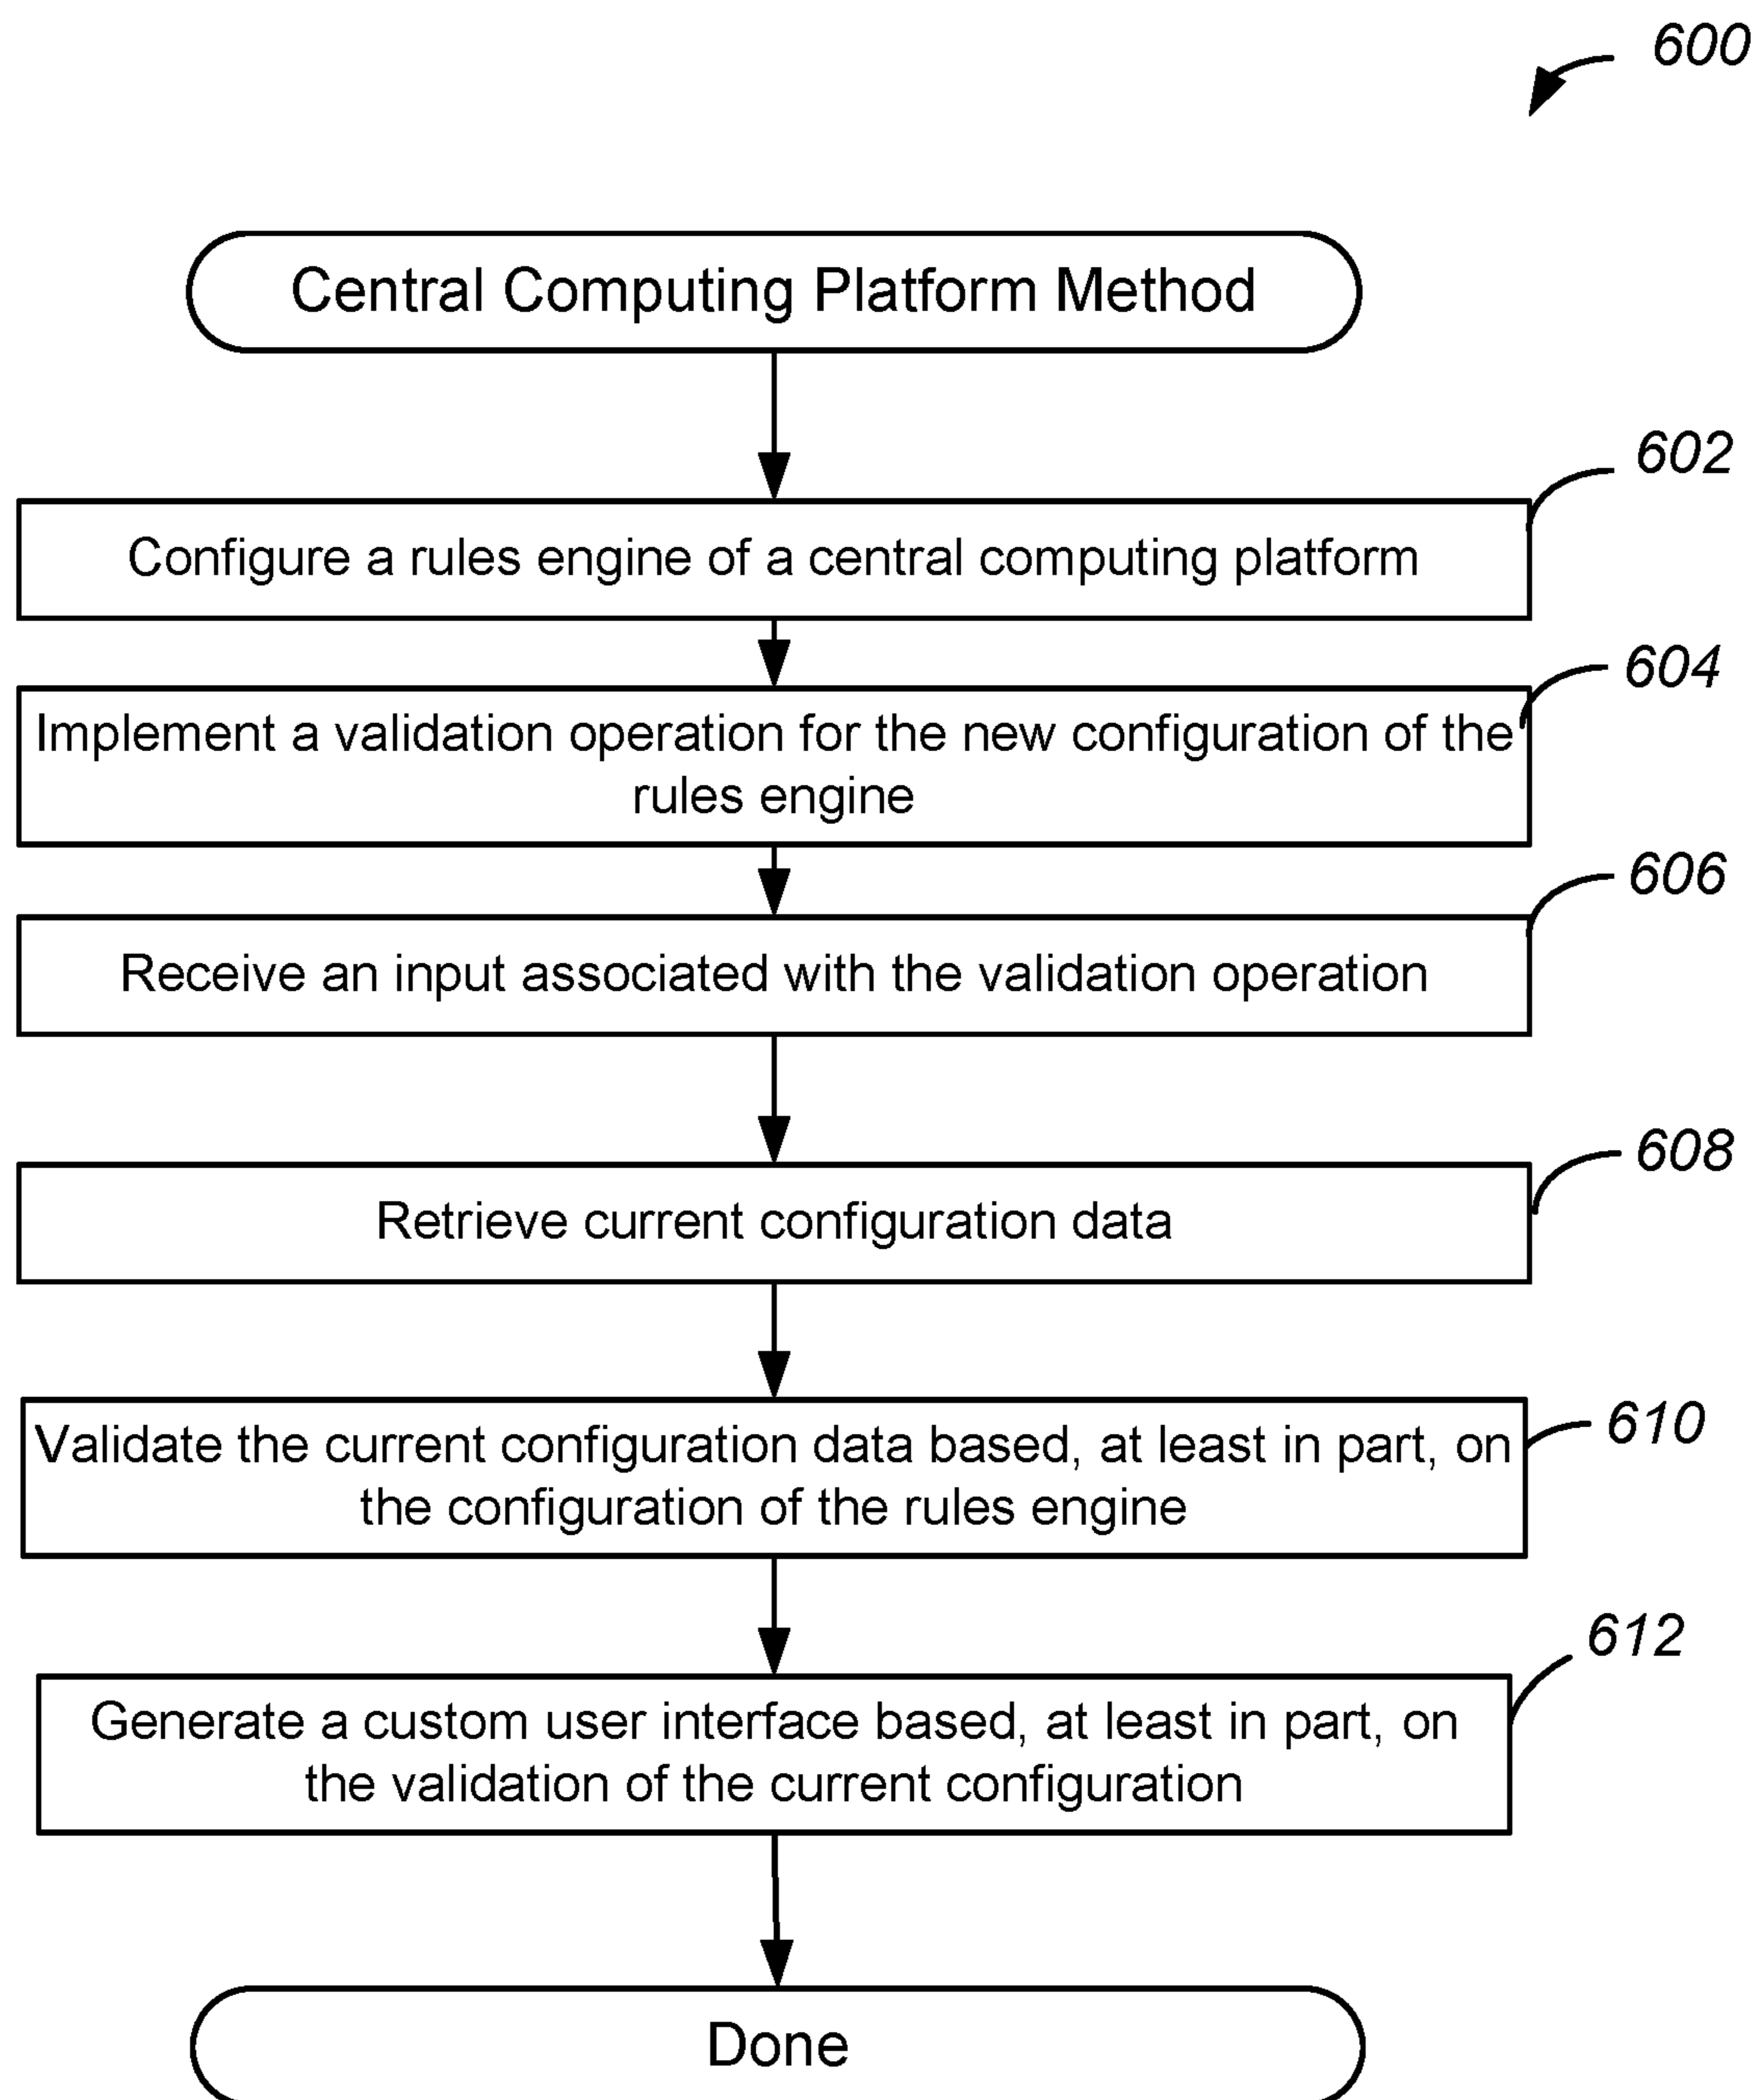 600
Central Computing Platform Method
602
Configure a rules engine of a central computing platform
604
Implement a validation operation for the new configuration of the
rules engine
606
Receive an input associated with the validation operation
608
Retrieve current configuration data
610
Validate the current configuration data based, at least in part, on
the configuration of the rules engine
612
Generate a custom user interface based, at least in part, on
the validation of the current configuration
Done